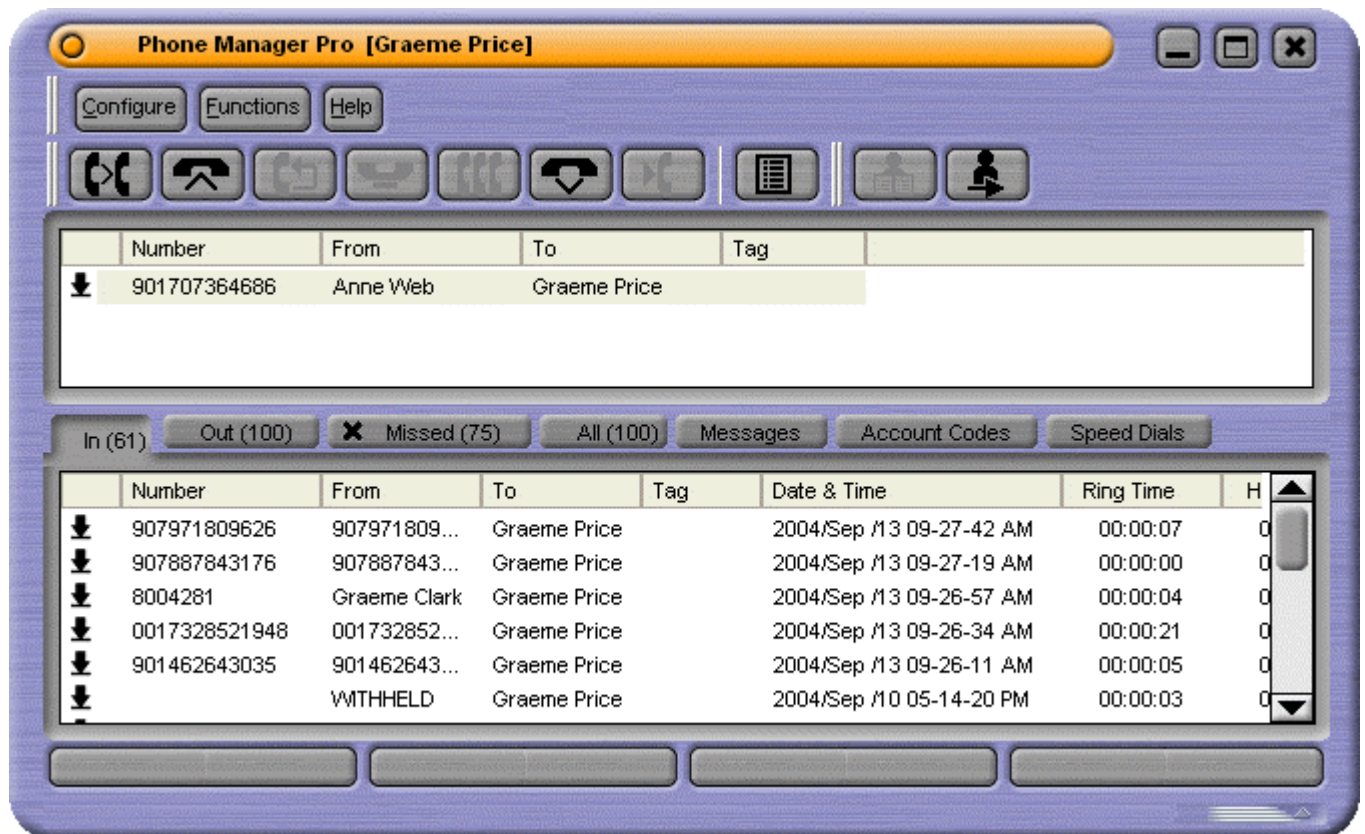 Phone Manager Pro [Graeme Price]
Configure Functions Help
Number From To Tag
901707364686 Anne Web Graeme Price
In (61) Out (100) Missed (75) All (100) Messages Account Codes Speed Dials
Number From To Tag Date & Time Ring Time H
907971809626 907971809... Graeme Price 2004/Sep /13 09-27-42 AM 00:00:07 0
907887843176 907887843... Graeme Price 2004/Sep /13 09-27-19 AM 00:00:00 0
8004281 Graeme Clark Graeme Price 2004/Sep /13 09-26-57 AM 00:00:04 0
0017328521948 001732852... Graeme Price 2004/Sep /13 09-26-34 AM 00:00:21 0
901462643035 901462643... Graeme Price 2004/Sep /13 09-26-11 AM 00:00:05 0
WITHHELD Graeme Price 2004/Sep /10 05-14-20 PM 00:00:03 0